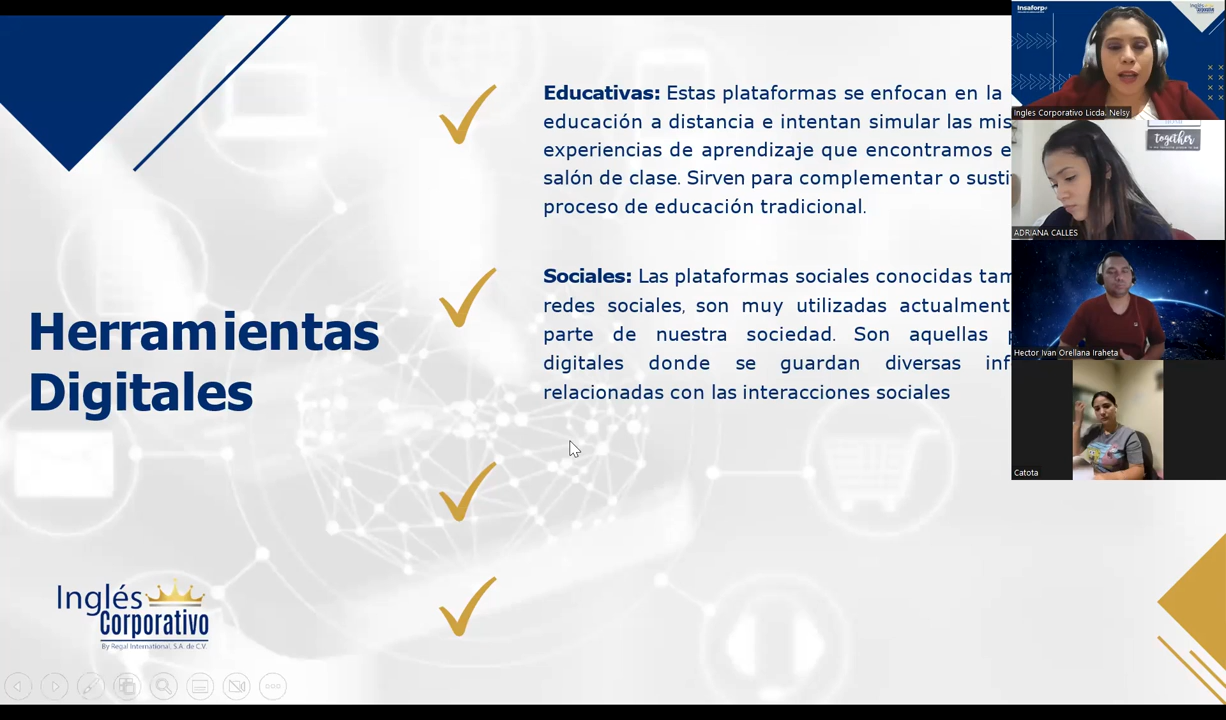 Educativas: Estas plataformas se enfocan en la
educación a distancia e intentan simular las mis
experiencias de aprendizaje que encontramos e
salón de clase. Sirven para complementar o susti
proceso de educación tradicional.
Sociales: Las plataformas sociales conocidas tam
redes sociales, son muy utilizadas actualment
parte de nuestra sociedad. Son aquellas p
digitales donde se guardan diversas inf
relacionadas con las interacciones sociales
Herramientas
Digitales
Inglés
Corporativo
By Regal International, S.A. de C.V.
Insaforp
Ingles Corporativo Licda. Nelsy
together
ADRIANA CALLES
Hector Ivan Orellana Iraheta
Catota